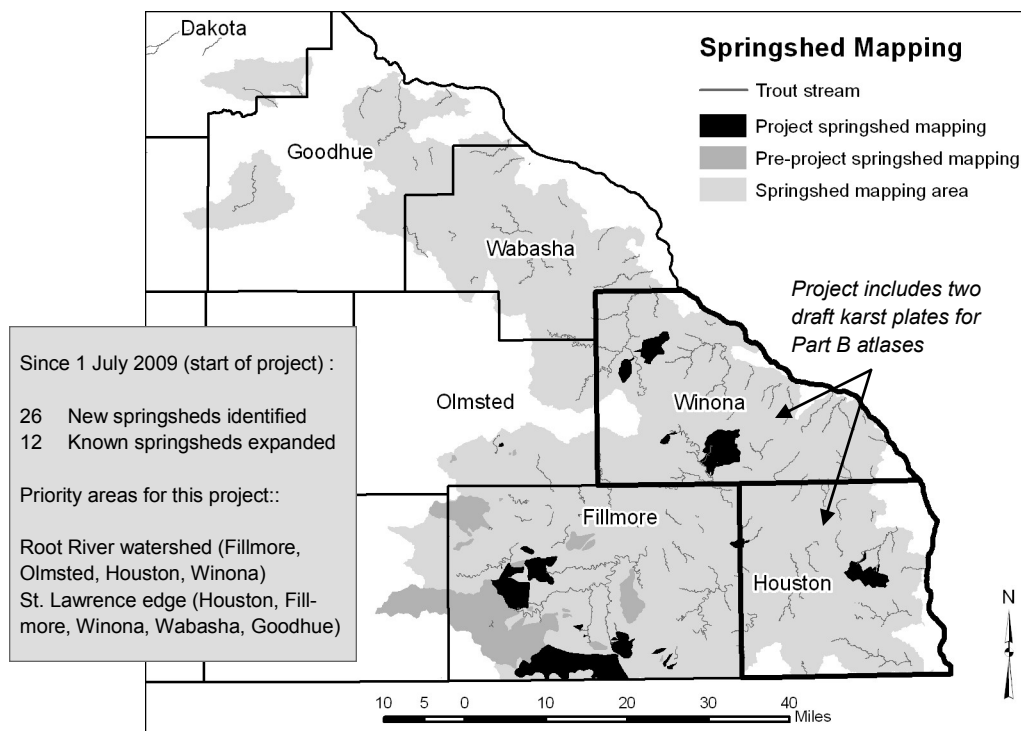 Dakota
Springshed Mapping
Trout stream
Project springshed mapping
Pre-project springshed mapping
Springshed mapping area
Goodhue
Wabasha
Project includes two
draft karst plates for
Part B atlases
Since 1 July 2009 (start of project) :
26 New springsheds identified
12 Known springsheds expanded
Priority areas for this project::
Root River watershed (Fillmore,
Olmsted, Houston, Winona)
St. Lawrence edge (Houston, Fill-
more, Winona, Wabasha, Goodhue)
Olmsted
Winona
Fillmore
Houston
N
10 5 0 10 20 30 40
Miles